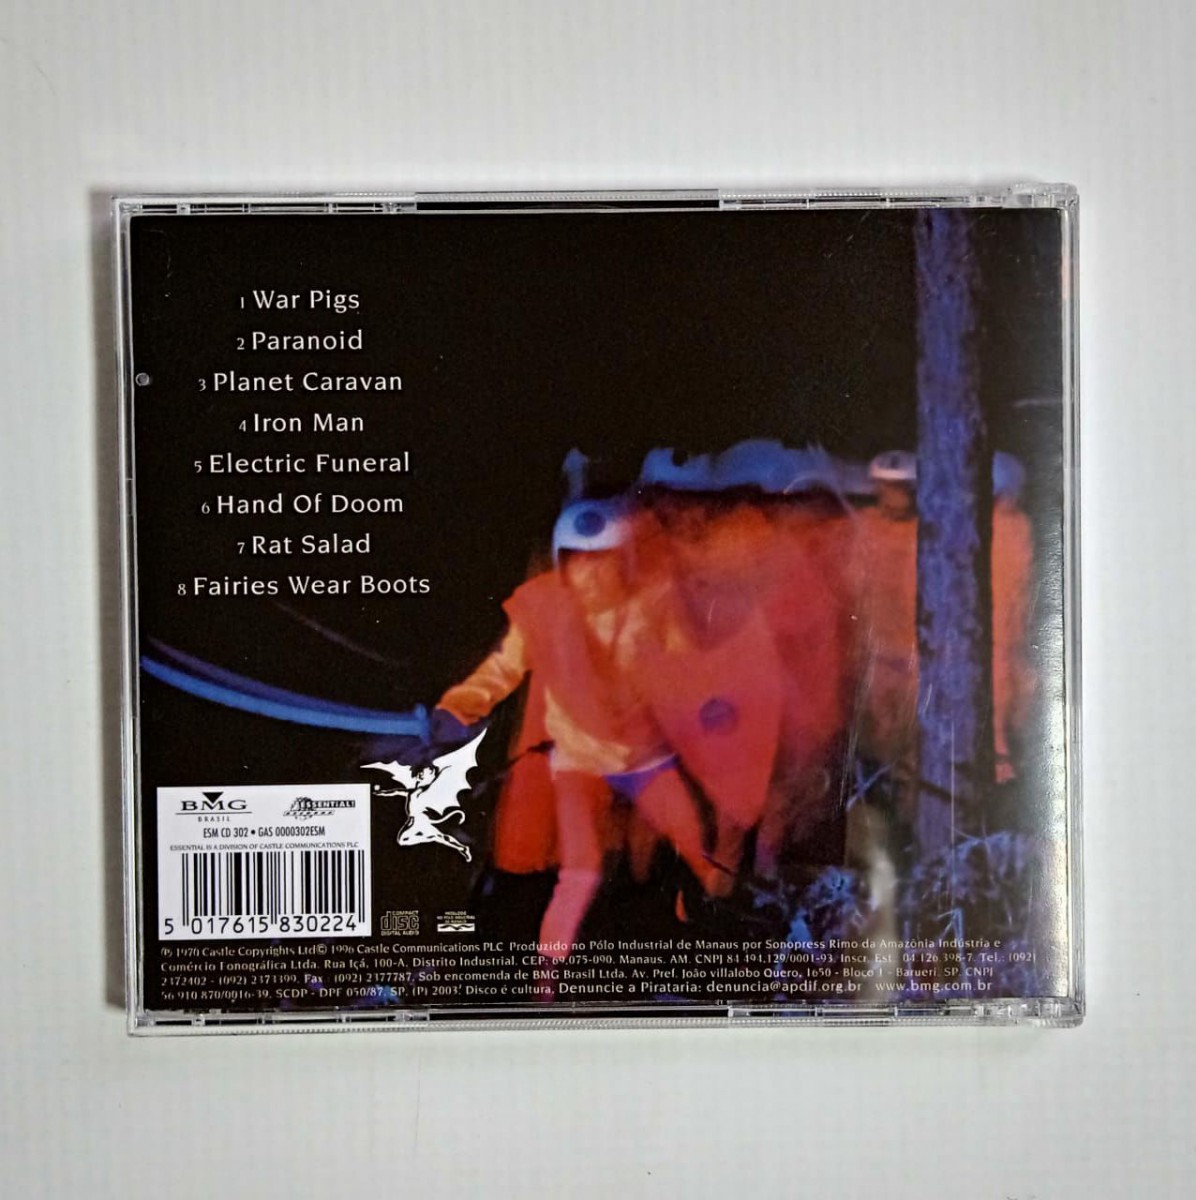 1 War Pigs
2 Paranoid
3 Planet Caravan
4 Iron Man
5 Electric Funeral
6 Hand Of Doom
7 Rat Salad
8 Fairies Wear Boots
BMG
BRASIL
ESSENTIAL!
ESM CD 302 • GAS 0000302ESM
ESSENTIAL IS A DIVISION OF CASTLE COMMUNICATIONS PLC
5 017615 830224
COMPACT
disc
DIGITAL AUDIO
℗ 1970 Castle Copyrights Ltd © 1996 Castle Communications PLC Produzido no Pólo Industrial de Manaus por Sonopress Rimo da Amazônia Indústria e
Comércio Fonográfica Ltda. Rua Içá, 100-A. Distrito Industrial. CEP: 69.075-090. Manaus. AM. CNPJ 84 494.129/0001-93. Inscr. Est. 04.126.398-7. Tel.: (092)
2372402 - (092) 2371399. Fax. (092) 2377787. Sob encomenda de BMG Brasil Ltda. Av. Pref. João villalobo Quero, 1650 - Bloco 1 - Barueri. SP. CNPJ
56 910 870/0016-39. SCDP - DPF 050/87. SP. (P) 2003. Disco é cultura. Denuncie a Pirataria: denuncia@apdif.org.br www.bmg.com.br